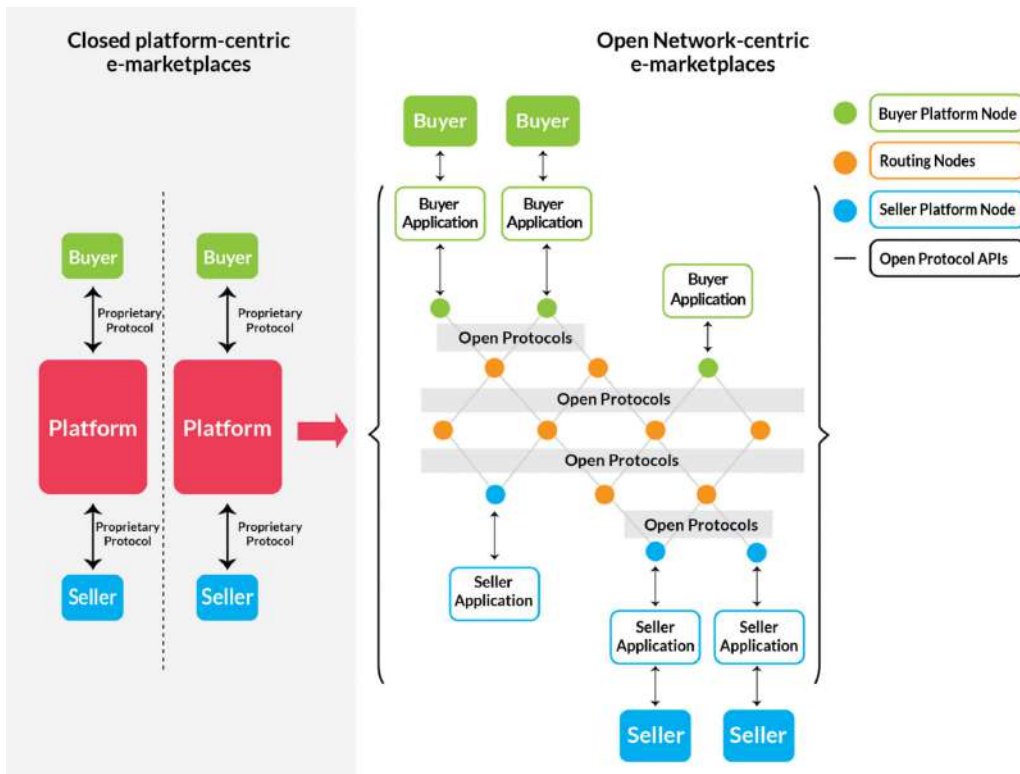 Closed platform-centric
e-marketplaces
Buyer
Buyer
Proprietary
Protocol
Proprietary
Protocol
Platform
Platform
Proprietary
Protocol
Proprietary
Protocol
Seller
Seller
Open Network-centric
e-marketplaces
Buyer
Buyer
Buyer
Application
Buyer
Application
Buyer
Application
Open Protocols
Open Protocols
Open Protocols
Open Protocols
Seller
Application
Seller
Application
Seller
Application
Seller
Seller
Buyer Platform Node
Routing Nodes
Seller Platform Node
Open Protocol APIs